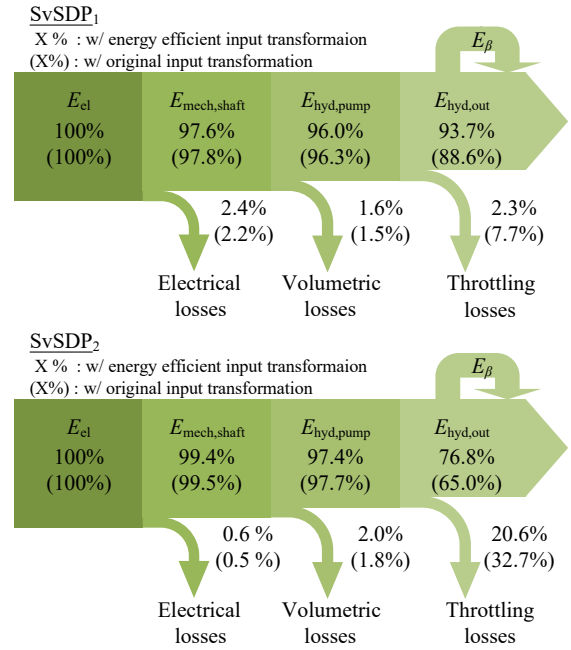 SvSDP1
X % : w/ energy efficient input transformaion
(X%) : w/ original input transformation
Eβ
Eel Emech,shaft Ehyd,pump Ehyd,out
100% 97.6% 96.0% 93.7%
(100%) (97.8%) (96.3%) (88.6%)
2.4% 1.6% 2.3%
(2.2%) (1.5%) (7.7%)
Electrical Volumetric Throttling
losses losses losses
SvSDP2
X % : w/ energy efficient input transformaion
(X%) : w/ original input transformation
Eβ
Eel Emech,shaft Ehyd,pump Ehyd,out
100% 99.4% 97.4% 76.8%
(100%) (99.5%) (97.7%) (65.0%)
0.6 % 2.0% 20.6%
(0.5 %) (1.8%) (32.7%)
Electrical Volumetric Throttling
losses losses losses